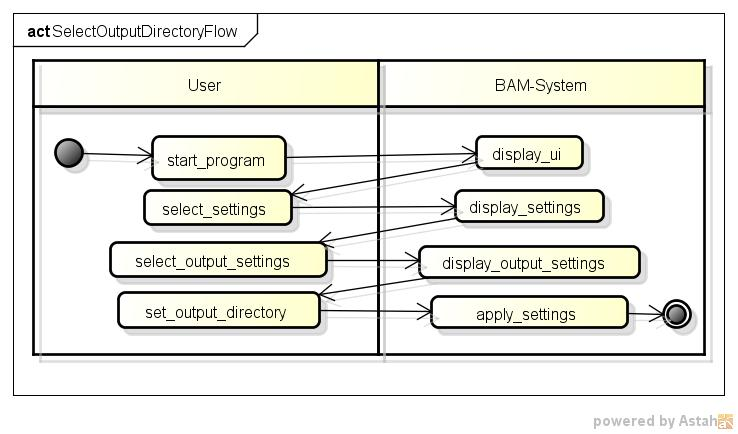 act SelectOutputDirectoryFlow
User
BAM-System
start_program
display_ui
select_settings
display_settings
select_output_settings
display_output_settings
set_output_directory
apply_settings
powered by Astah